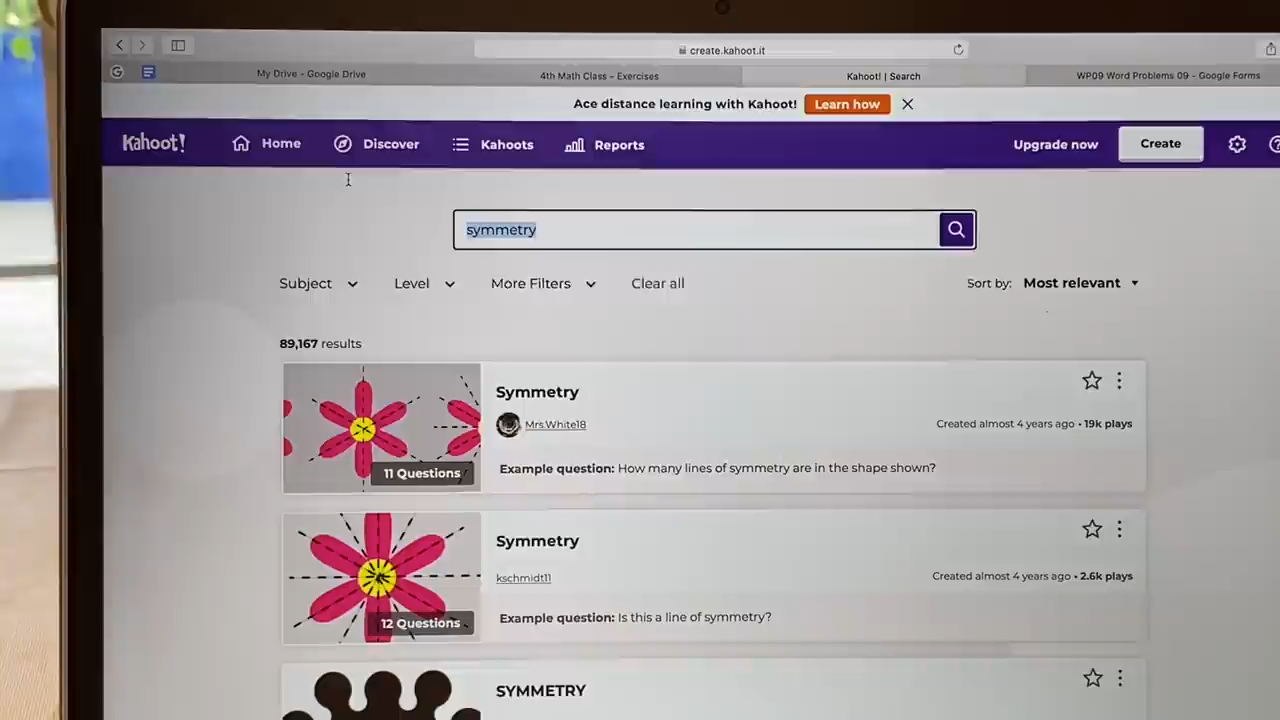 create.kahoot.it
My Drive - Google Drive
4th Math Class - Exercises
Kahoot! | Search
WP09 Word Problems 09 - Google Forms
Ace distance learning with Kahoot! Learn how
Kahoot! Home Discover Kahoots Reports Upgrade now Create
symmetry
Subject Level More Filters Clear all Sort by: Most relevant
89,167 results
Symmetry
Mrs.White18
Created almost 4 years ago • 19k plays
11 Questions
Example question: How many lines of symmetry are in the shape shown?
Symmetry
kschmidt11
Created almost 4 years ago • 2.6k plays
12 Questions
Example question: Is this a line of symmetry?
SYMMETRY